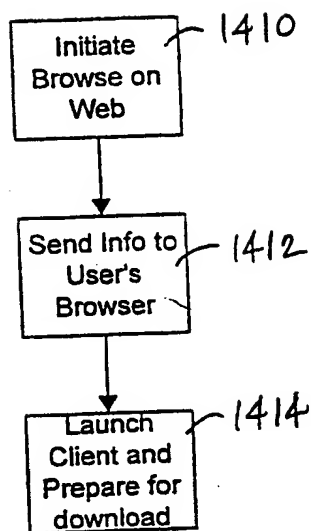 Initiate
Browse on
Web
1410
Send Info to
User's
Browser
1412
Launch
Client and
Prepare for
download
1414